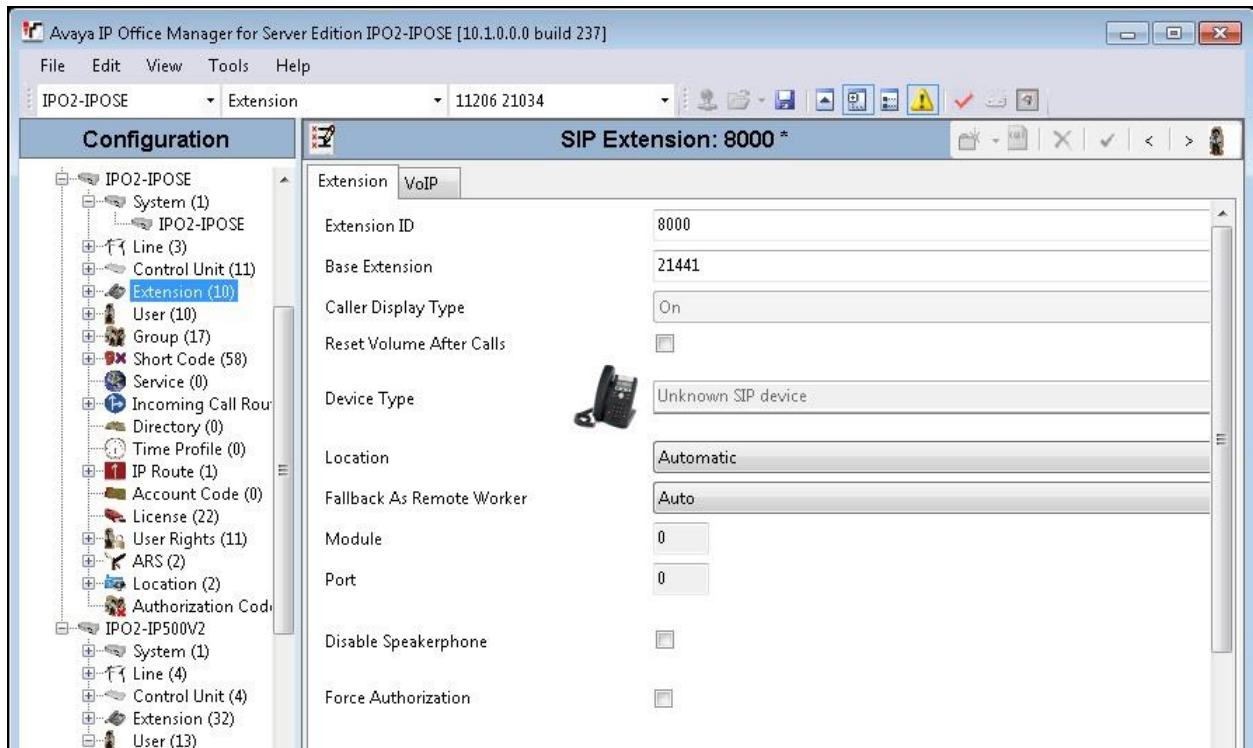 Avaya IP Office Manager for Server Edition IPO2-IPOSE [10.1.0.0.0 build 237]
File Edit View Tools Help
IPO2-IPOSE Extension 11206 21034
Configuration
SIP Extension: 8000 *
IPO2-IPOSE
System (1)
IPO2-IPOSE
Line (3)
Control Unit (11)
Extension (10)
User (10)
Group (17)
Short Code (58)
Service (0)
Incoming Call Rou
Directory (0)
Time Profile (0)
IP Route (1)
Account Code (0)
License (22)
User Rights (11)
ARS (2)
Location (2)
Authorization Cod
IPO2-IP500V2
System (1)
Line (4)
Control Unit (4)
Extension (32)
User (13)
Extension VoIP
Extension ID 8000
Base Extension 21441
Caller Display Type On
Reset Volume After Calls
Device Type Unknown SIP device
Location Automatic
Fallback As Remote Worker Auto
Module 0
Port 0
Disable Speakerphone
Force Authorization